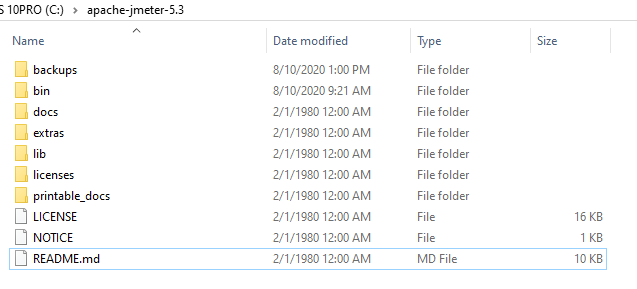 S 10PRO (C:) > apache-jmeter-5.3
Name Date modified Type Size
backups 8/10/2020 1:00 PM File folder
bin 8/10/2020 9:21 AM File folder
docs 2/1/1980 12:00 AM File folder
extras 2/1/1980 12:00 AM File folder
lib 2/1/1980 12:00 AM File folder
licenses 2/1/1980 12:00 AM File folder
printable_docs 2/1/1980 12:00 AM File folder
LICENSE 2/1/1980 12:00 AM File 16 KB
NOTICE 2/1/1980 12:00 AM File 1 KB
README.md 2/1/1980 12:00 AM MD File 10 KB